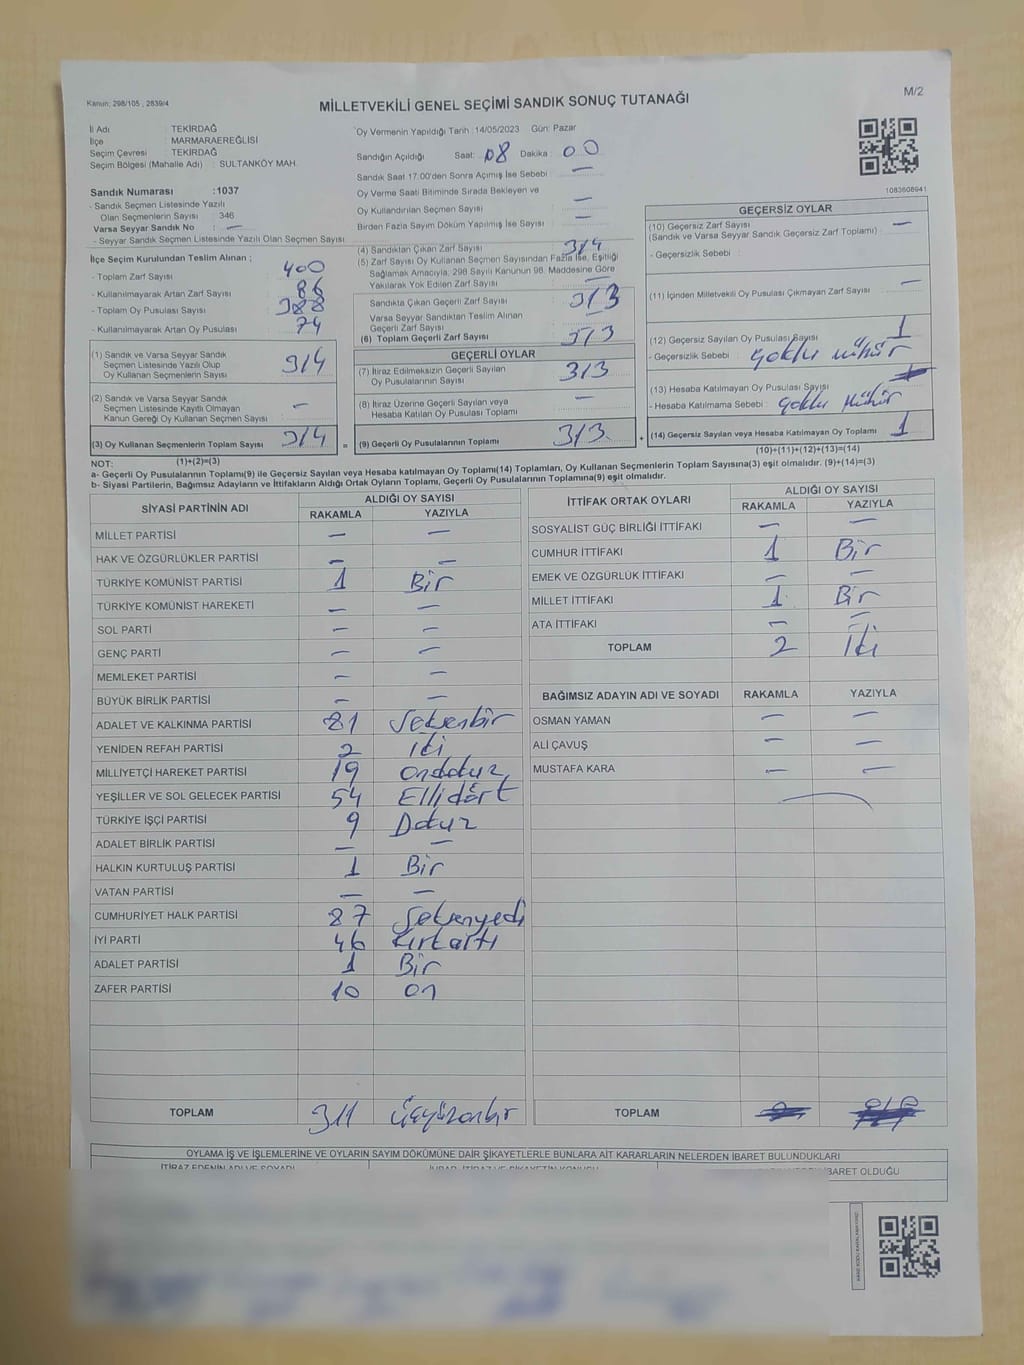 Kanun: 298/105 , 2839/4
MİLLETVEKİLİ GENEL SEÇİMİ SANDIK SONUÇ TUTANAĞI
M/2
İl Adı TEKİRDAĞ
İlçe MARMARAEREĞLİSİ
Seçim Çevresi TEKİRDAĞ
Seçim Bölgesi (Mahalle Adı) : SULTANKÖY MAH.
Sandık Numarası :1037
- Sandık Seçmen Listesinde Yazılı
Olan Seçmenlerin Sayısı : 346
Varsa Seyyar Sandık No : —
- Seyyar Sandık Seçmen Listesinde Yazılı Olan Seçmen Sayısı
İlçe Seçim Kurulundan Teslim Alınan ;
- Toplam Zarf Sayısı 400
- Kullanılmayarak Artan Zarf Sayısı : 86
- Toplam Oy Pusulası Sayısı : 388
- Kullanılmayarak Artan Oy Pusulası 74
(1) Sandık ve Varsa Seyyar Sandık
Seçmen Listesinde Yazılı Olup
Oy Kullanan Seçmenlerin Sayısı 314
(2) Sandık ve Varsa Seyyar Sandık
Seçmen Listesinde Kayıtlı Olmayan
Kanun Gereği Oy Kullanan Seçmen Sayısı : —
(3) Oy Kullanan Seçmenlerin Toplam Sayısı 314
(1)+(2)=(3)
Oy Vermenin Yapıldığı Tarih :14/05/2023 Gün: Pazar
Sandığın Açıldığı Saat: 08 Dakika : 00
Sandık Saat 17:00'den Sonra Açımış İse Sebebi : —
Oy Verme Saati Bitiminde Sırada Bekleyen ve
Oy Kullandırılan Seçmen Sayısı —
Birden Fazla Sayım Döküm Yapılmış İse Sayısı : —
(4) Sandıktan Çıkan Zarf Sayısı 314
(5) Zarf Sayısı Oy Kullanan Seçmen Sayısından Fazla İse, Eşitliği
Sağlamak Amacıyla, 298 Sayılı Kanunun 98. Maddesine Göre
Yakılarak Yok Edilen Zarf Sayısı : —
Sandıkta Çıkan Geçerli Zarf Sayısı 313
Varsa Seyyar Sandıktan Teslim Alınan
Geçerli Zarf Sayısı —
(6) Toplam Geçerli Zarf Sayısı : 313
GEÇERLİ OYLAR
(7) İtiraz Edilmeksizin Geçerli Sayılan
Oy Pusulalarının Sayısı 313
(8) İtiraz Üzerine Geçerli Sayılan veya
Hesaba Katılan Oy Pusulası Toplamı —
= (9) Geçerli Oy Pusulalarının Toplamı 313 +
1083608941
GEÇERSİZ OYLAR
(10) Geçersiz Zarf Sayısı
(Sandık ve Varsa Seyyar Sandık Geçersiz Zarf Toplamı) : —
- Geçersizlik Sebebi :
(11) İçinden Milletvekili Oy Pusulası Çıkmayan Zarf Sayısı —
(12) Geçersiz Sayılan Oy Pusulası Sayısı 1
- Geçersizlik Sebebi : Çoklu mühür
(13) Hesaba Katılmayan Oy Pusulası Sayısı
- Hesaba Katılmama Sebebi : Çoklu mühür
(14) Geçersiz Sayılan veya Hesaba Katılmayan Oy Toplamı 1
(10)+(11)+(12)+(13)=(14)
NOT:
a- Geçerli Oy Pusulalarının Toplamı(9) ile Geçersiz Sayılan veya Hesaba katılmayan Oy Toplamı(14) Toplamları, Oy Kullanan Seçmenlerin Toplam Sayısına(3) eşit olmalıdır. (9)+(14)=(3)
b- Siyasi Partilerin, Bağımsız Adayların ve İttifakların Aldığı Ortak Oyların Toplamı, Geçerli Oy Pusulalarının Toplamına(9) eşit olmalıdır.
SİYASİ PARTİNİN ADI ALDIĞI OY SAYISI
RAKAMLA YAZIYLA
MİLLET PARTİSİ — —
HAK VE ÖZGÜRLÜKLER PARTİSİ — —
TÜRKİYE KOMÜNİST PARTİSİ 1 Bir
TÜRKİYE KOMÜNİST HAREKETİ — —
SOL PARTİ — —
GENÇ PARTİ — —
MEMLEKET PARTİSİ — —
BÜYÜK BİRLİK PARTİSİ — —
ADALET VE KALKINMA PARTİSİ 81 Seksenbir
YENİDEN REFAH PARTİSİ 2 iki
MİLLİYETÇİ HAREKET PARTİSİ 19 ondokuz
YEŞİLLER VE SOL GELECEK PARTİSİ 54 Ellidört
TÜRKİYE İŞÇİ PARTİSİ 9 Dokuz
ADALET BİRLİK PARTİSİ — —
HALKIN KURTULUŞ PARTİSİ 1 Bir
VATAN PARTİSİ — —
CUMHURİYET HALK PARTİSİ 87 Seksenyedi
İYİ PARTİ 46 Kırkaltı
ADALET PARTİSİ 1 Bir
ZAFER PARTİSİ 10 on
TOPLAM 311 üçyüzonbir
İTTİFAK ORTAK OYLARI ALDIĞI OY SAYISI
RAKAMLA YAZIYLA
SOSYALİST GÜÇ BİRLİĞİ İTTİFAKI — —
CUMHUR İTTİFAKI 1 Bir
EMEK VE ÖZGÜRLÜK İTTİFAKI — —
MİLLET İTTİFAKI 1 Bir
ATA İTTİFAKI — —
TOPLAM 2 İki
BAĞIMSIZ ADAYIN ADI VE SOYADI RAKAMLA YAZIYLA
OSMAN YAMAN — —
ALİ ÇAVUŞ — —
MUSTAFA KARA — —
TOPLAM
OYLAMA İŞ VE İŞLEMLERİNE VE OYLARIN SAYIM DÖKÜMÜNE DAİR ŞİKAYETLERLE BUNLARA AİT KARARLARIN NELERDEN İBARET BULUNDUKLARI
İTİRAZ EDENİN ADI VE SOYADI İBARET OLDUĞU